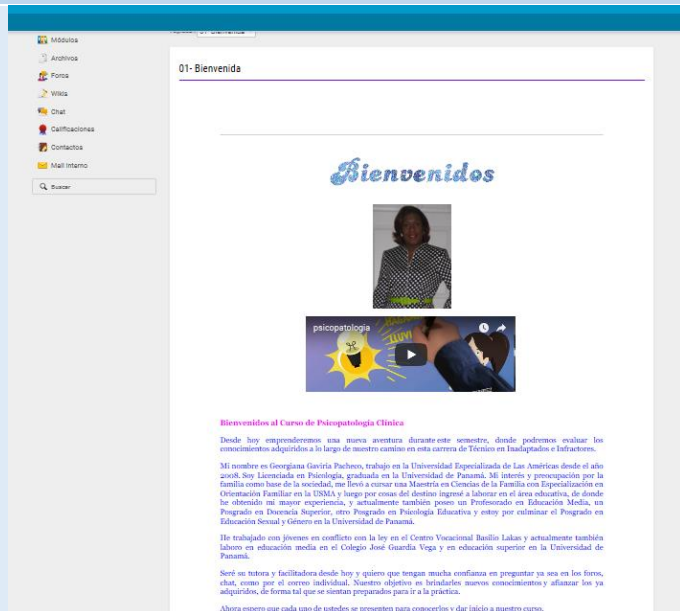 Módulos
Archivos
Foros
Wikis
Chat
Calificaciones
Contactos
Mail Interno
Buscar
01- Bienvenida
Bienvenidos
psicopatologia
Bienvenidos al Curso de Psicopatología Clínica
Desde hoy emprenderemos una nueva aventura durante este semestre, donde podremos evaluar los
conocimientos adquiridos a lo largo de nuestro camino en esta carrera de Técnico en Inadaptados e Infractores.
Mi nombre es Georgiana Gaviria Pacheco, trabajo en la Universidad Especializada de Las Américas desde el año
2008. Soy Licenciada en Psicología, graduada en la Universidad de Panamá. Mi interés y preocupación por la
familia como base de la sociedad, me llevó a cursar una Maestría en Ciencias de la Familia con Especialización en
Orientación Familiar en la USMA y luego por cosas del destino ingresé a laborar en el área educativa, de donde
he obtenido mi mayor experiencia, y actualmente también poseo un Profesorado en Educación Media, un
Posgrado en Docencia Superior, otro Posgrado en Psicología Educativa y estoy por culminar el Posgrado en
Educación Sexual y Género en la Universidad de Panamá.
He trabajado con jóvenes en conflicto con la ley en el Centro Vocacional Basilio Lakas y actualmente también
laboro en educación media en el Colegio José Guardia Vega y en educación superior en la Universidad de
Panamá.
Seré su tutora y facilitadora desde hoy y quiero que tengan mucha confianza en preguntar ya sea en los foros,
chat, como por el correo individual. Nuestro objetivo es brindarles nuevos conocimientos y afianzar los ya
adquiridos, de forma tal que se sientan preparados para ir a la práctica.
Ahora espero que cada uno de ustedes se presenten para conocerlos y dar inicio a nuestro curso.